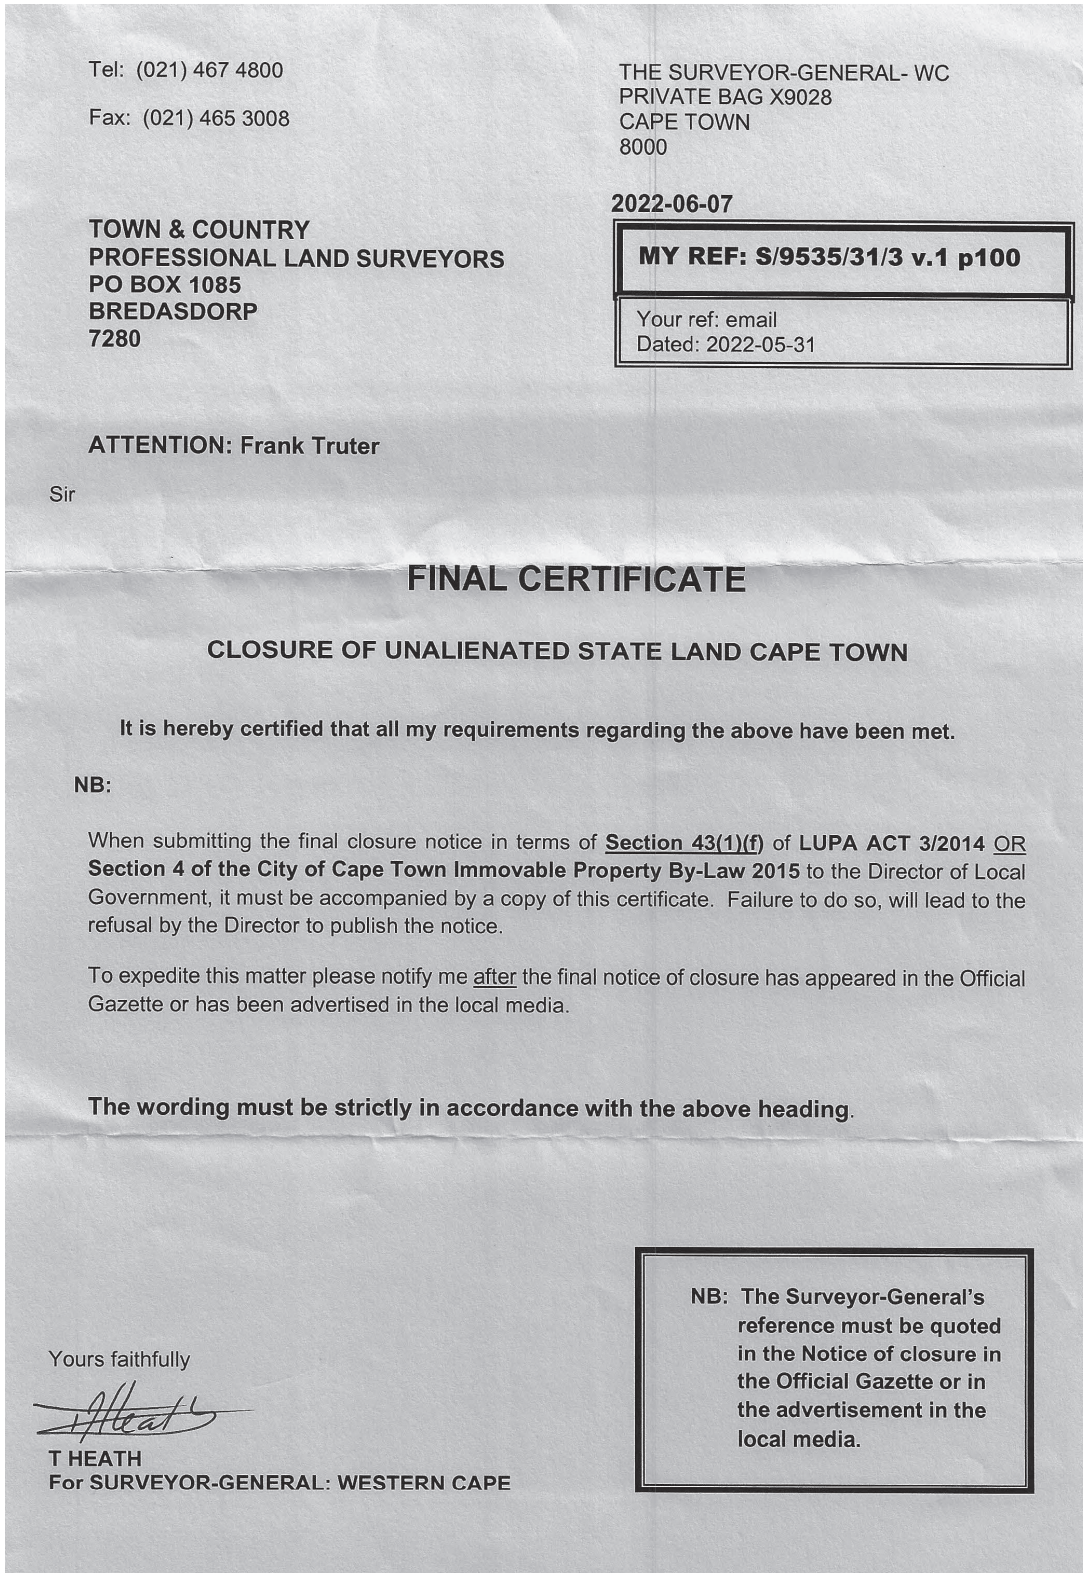 Tel: (021) 467 4800
Fax: (021) 465 3008
THE SURVEYOR-GENERAL- WC
PRIVATE BAG X9028
CAPE TOWN
8000
2022-06-07
TOWN & COUNTRY
PROFESSIONAL LAND SURVEYORS
PO BOX 1085
BREDASDORP
7280
MY REF: S/9535/31/3 v.1 p100
Your ref: email
Dated: 2022-05-31
ATTENTION: Frank Truter
Sir
FINAL CERTIFICATE
CLOSURE OF UNALIENATED STATE LAND CAPE TOWN
It is hereby certified that all my requirements regarding the above have been met.
NB:
When submitting the final closure notice in terms of Section 43(1)(f) of LUPA ACT 3/2014 OR
Section 4 of the City of Cape Town Immovable Property By-Law 2015 to the Director of Local
Government, it must be accompanied by a copy of this certificate. Failure to do so, will lead to the
refusal by the Director to publish the notice.
To expedite this matter please notify me after the final notice of closure has appeared in the Official
Gazette or has been advertised in the local media.
The wording must be strictly in accordance with the above heading.
NB: The Surveyor-General's
reference must be quoted
in the Notice of closure in
the Official Gazette or in
the advertisement in the
local media.
Yours faithfully
THeath
T HEATH
For SURVEYOR-GENERAL: WESTERN CAPE